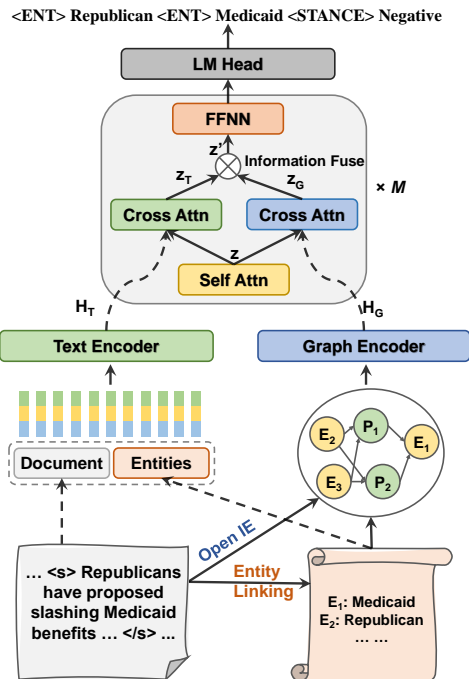 <ENT> Republican <ENT> Medicaid <STANCE> Negative
LM Head
FFNN
z'
Information Fuse
z_T
z_G
× M
Cross Attn
Cross Attn
z
Self Attn
H_T
H_G
Text Encoder
Graph Encoder
P_1
E_2
E_1
E_3
P_2
Document
Entities
Open IE
Entity
Linking
… <s> Republicans
have proposed
slashing Medicaid
benefits … </s> ...
E_1: Medicaid
E_2: Republican
… …